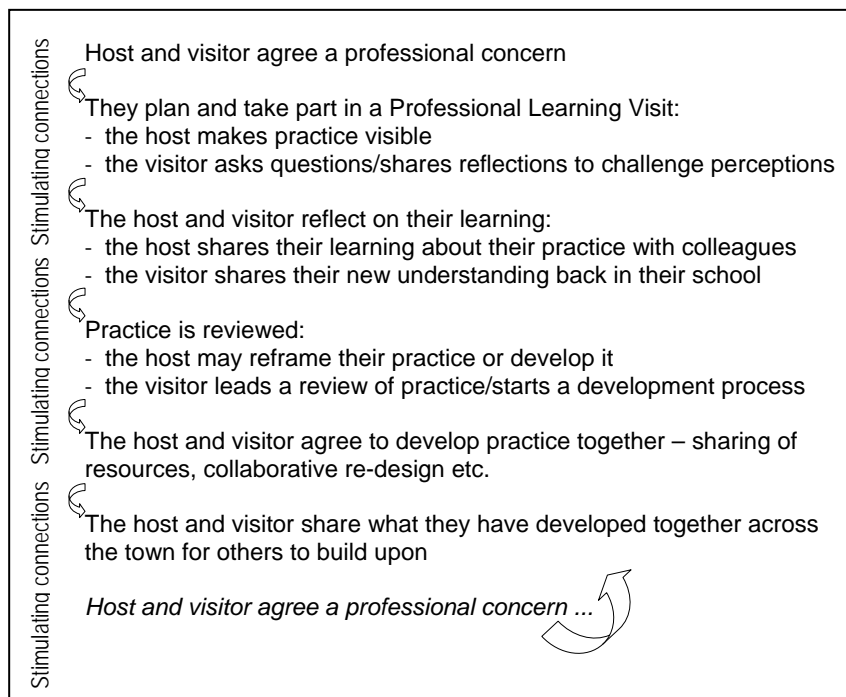 Stimulating connections
Stimulating connections
Stimulating connections
Host and visitor agree a professional concern
They plan and take part in a Professional Learning Visit:
- the host makes practice visible
- the visitor asks questions/shares reflections to challenge perceptions
The host and visitor reflect on their learning:
- the host shares their learning about their practice with colleagues
- the visitor shares their new understanding back in their school
Practice is reviewed:
- the host may reframe their practice or develop it
- the visitor leads a review of practice/starts a development process
The host and visitor agree to develop practice together – sharing of
resources, collaborative re-design etc.
The host and visitor share what they have developed together across
the town for others to build upon
Host and visitor agree a professional concern ...